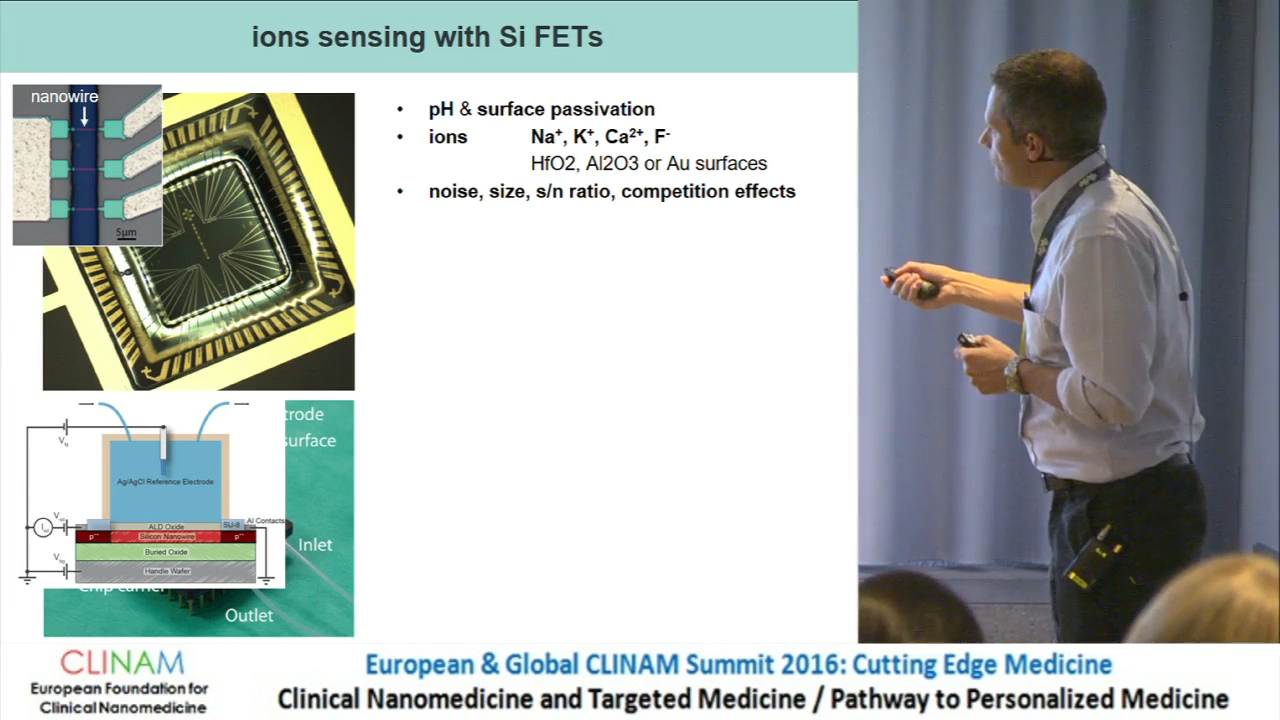 ions sensing with Si FETs
nanowire
5µm
• pH & surface passivation
• ions Na⁺, K⁺, Ca²⁺, F⁻
HfO2, Al2O3 or Au surfaces
• noise, size, s/n ratio, competition effects
trode
surface
Ag/AgCl Reference Electrode
ALD Oxide
SU-8
Al Contacts
p⁺⁺
Silicon Nanowire
p⁺⁺
Buried Oxide
Handle Wafer
Inlet
Chip carrier
Outlet
CLINAM
European Foundation for
Clinical Nanomedicine
European & Global CLINAM Summit 2016: Cutting Edge Medicine
Clinical Nanomedicine and Targeted Medicine / Pathway to Personalized Medicine